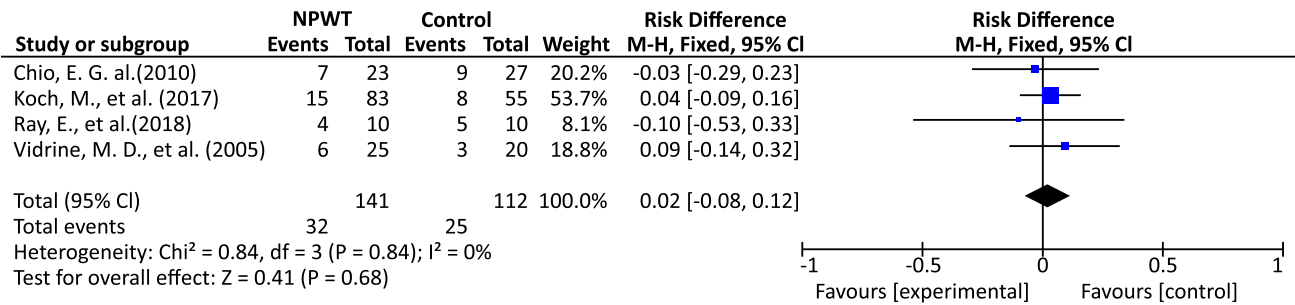 NPWT Control Risk Difference Risk Difference
Study or subgroup Events Total Events Total Weight M-H, Fixed, 95% Cl M-H, Fixed, 95% Cl
Chio, E. G. al.(2010) 7 23 9 27 20.2% -0.03 [-0.29, 0.23]
Koch, M., et al. (2017) 15 83 8 55 53.7% 0.04 [-0.09, 0.16]
Ray, E., et al.(2018) 4 10 5 10 8.1% -0.10 [-0.53, 0.33]
Vidrine, M. D., et al. (2005) 6 25 3 20 18.8% 0.09 [-0.14, 0.32]
Total (95% Cl) 141 112 100.0% 0.02 [-0.08, 0.12]
Total events 32 25
Heterogeneity: Chi² = 0.84, df = 3 (P = 0.84); I² = 0%
Test for overall effect: Z = 0.41 (P = 0.68)
-1 -0.5 0 0.5 1
Favours [experimental] Favours [control]